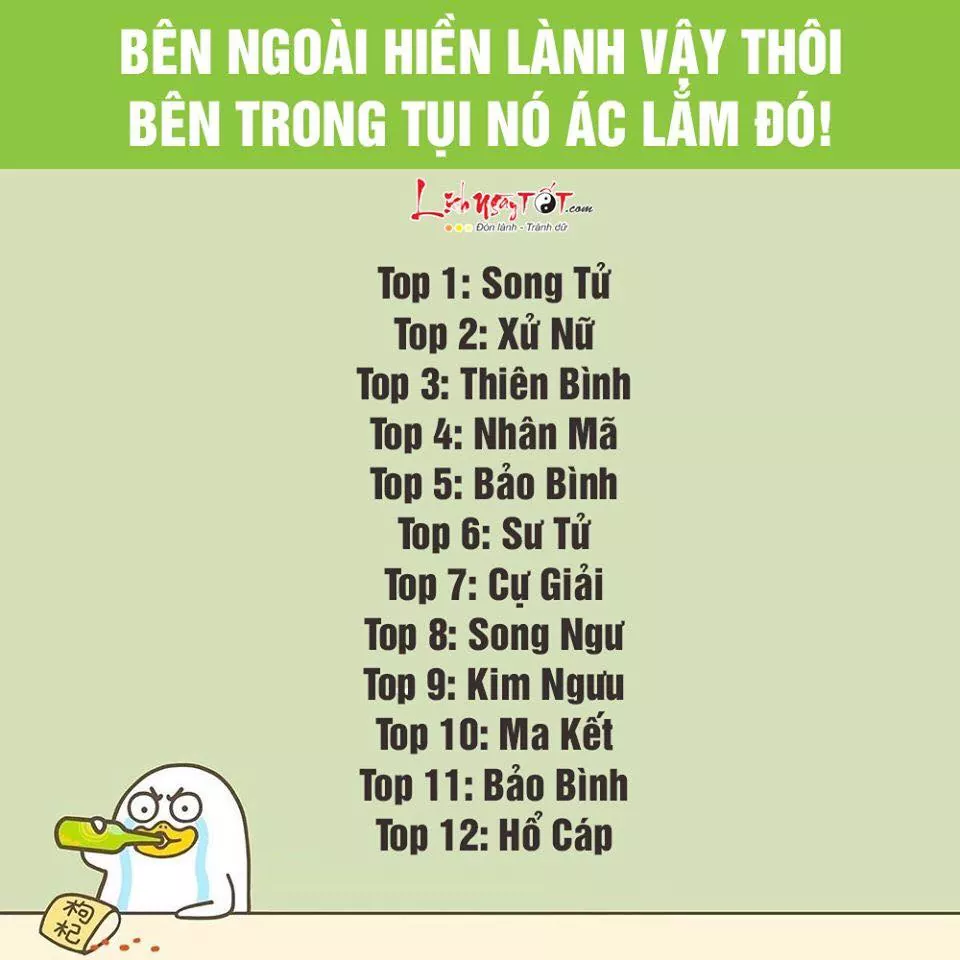 BÊN NGOÀI HIỀN LÀNH VẬY THÔI
BÊN TRONG TỤI NÓ ÁC LẮM ĐÓ!
LịchNgàyTỐT.com
Đón lành - Tránh dữ
Top 1: Song Tử
Top 2: Xử Nữ
Top 3: Thiên Bình
Top 4: Nhân Mã
Top 5: Bảo Bình
Top 6: Sư Tử
Top 7: Cự Giải
Top 8: Song Ngư
Top 9: Kim Ngưu
Top 10: Ma Kết
Top 11: Bảo Bình
Top 12: Hổ Cáp
枸
杞